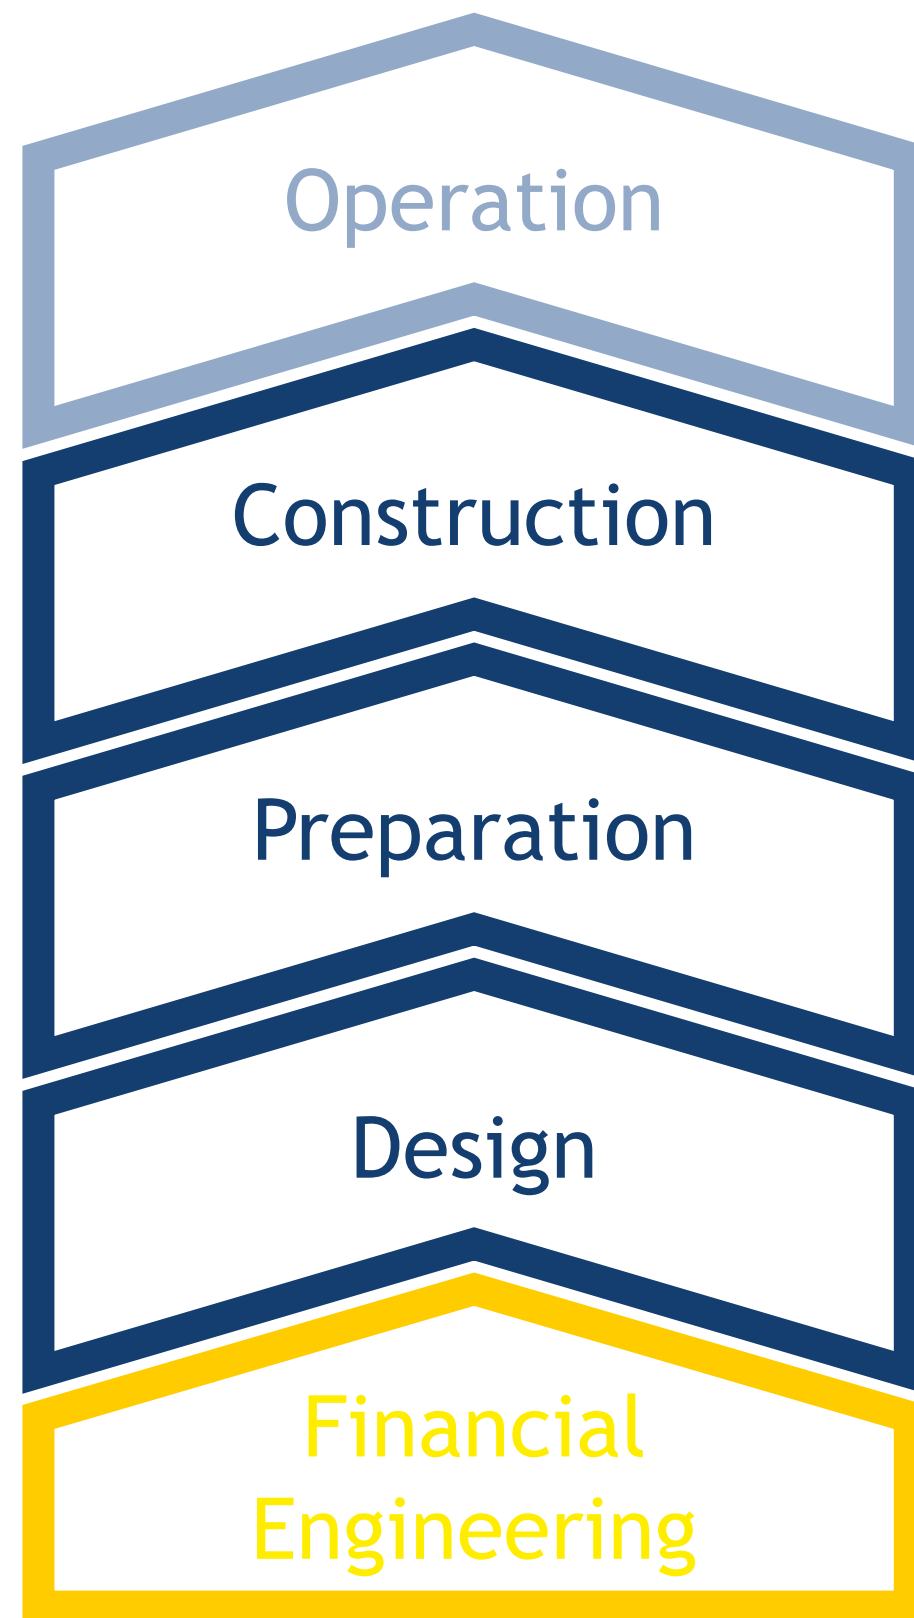 Operation
Construction
Preparation
Design
Financial
Engineering